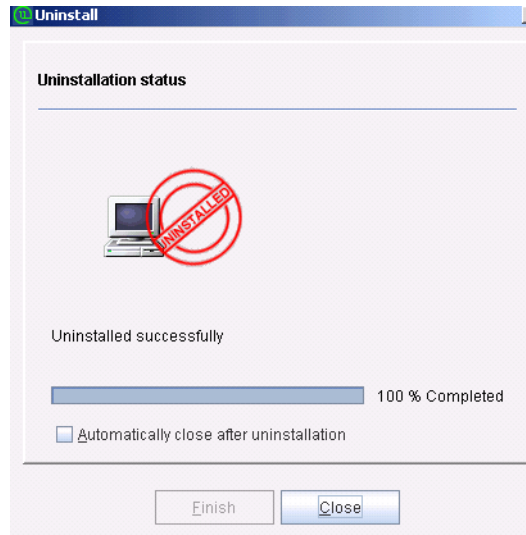 Uninstall
Uninstallation status
UNINSTALLED
Uninstalled successfully
100 % Completed
Automatically close after uninstallation
Finish
Close